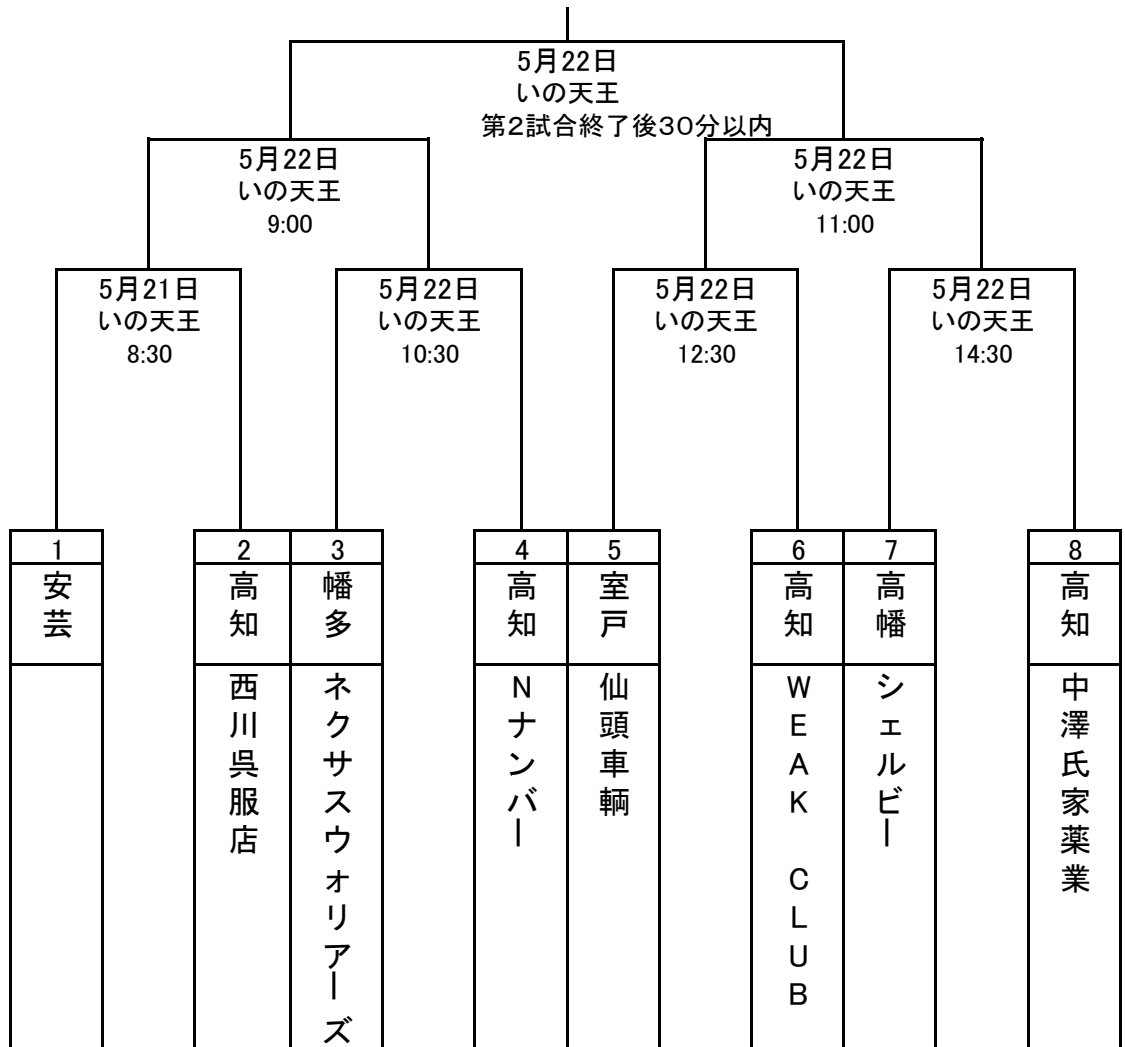 5月22日
いの天王
第2試合終了後30分以内
5月22日
いの天王
9:00
5月22日
いの天王
11:00
5月21日
いの天王
8:30
5月22日
いの天王
10:30
5月22日
いの天王
12:30
5月22日
いの天王
14:30
1
安芸
2
高知
西川呉服店
3
幡多
ネクサスウォリアーズ
4
高知
Nナンバー
5
室戸
仙頭車輌
6
高知
WEAK CLUB
7
高幡
シェルビー
8
高知
中澤氏家薬業